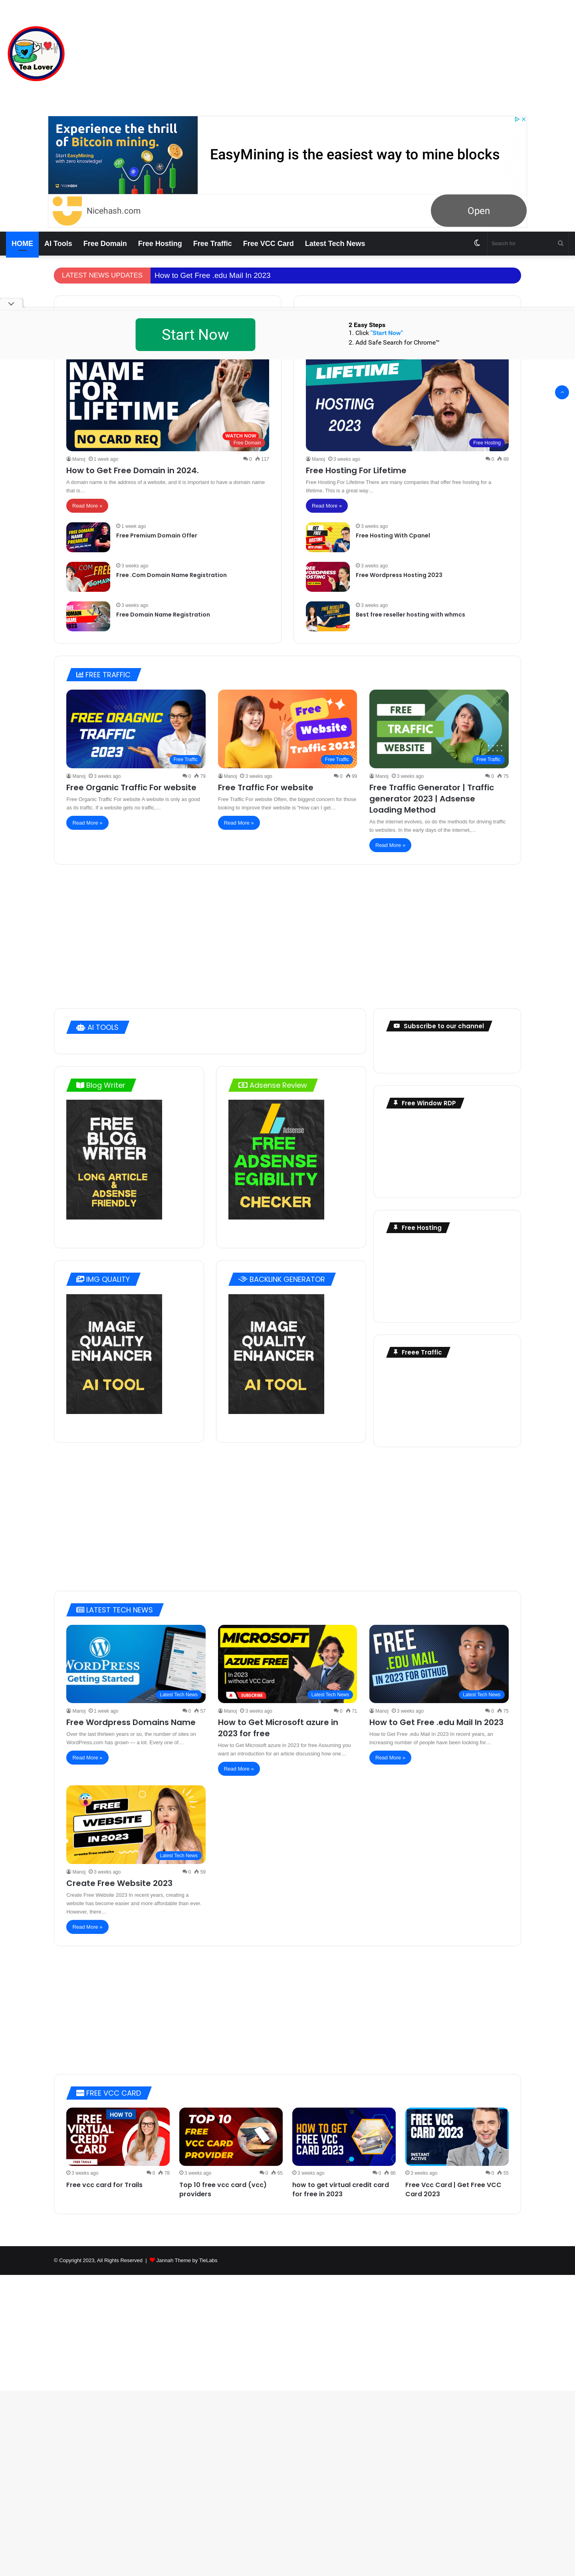 Tea Lover
Experience the thrill
of Bitcoin mining.
Start EasyMining
with zero knowledge!
EasyMining is the easiest way to mine blocks
Nicehash.com
Open
HOME
AI Tools
Free Domain
Free Hosting
Free Traffic
Free VCC Card
Latest Tech News
Search for
LATEST NEWS UPDATES
How to Get Free .edu Mail In 2023
Start Now
2 Easy Steps
1. Click "Start Now"
2. Add Safe Search for Chrome™
NAME
FOR
LIFETIME
NO CARD REQ
WATCH NOW
Free Domain
Manoj 1 week ago 0 117
How to Get Free Domain in 2024.
A domain name is the address of a website, and it is important to have a domain name
that is…
Read More »
1 week ago
Free Premium Domain Offer
3 weeks ago
Free .Com Domain Name Registration
3 weeks ago
Free Domain Name Registration
LIFETIME
HOSTING
2023
Free Hosting
Manoj 3 weeks ago 0 89
Free Hosting For Lifetime
Free Hosting For Lifetime There are many companies that offer free hosting for a
lifetime. This is a great way…
Read More »
3 weeks ago
Free Hosting With Cpanel
3 weeks ago
Free Wordpress Hosting 2023
3 weeks ago
Best free reseller hosting with whmcs
FREE TRAFFIC
FREE ORAGNIC
TRAFFIC
2023
Free Traffic
Manoj 3 weeks ago 0 79
Free Organic Traffic For website
Free Organic Traffic For website A website is only as good
as its traffic. If a website gets no traffic,…
Read More »
Free
Website
Traffic 2023
Free Traffic
Manoj 3 weeks ago 0 99
Free Traffic For website
Free Traffic For website Often, the biggest concern for those
looking to improve their website is "How can I get…
Read More »
FREE
TRAFFIC
WEBSITE
Free Traffic
Manoj 3 weeks ago 0 75
Free Traffic Generator | Traffic
generator 2023 | Adsense
Loading Method
As the internet evolves, so do the methods for driving traffic
to websites. In the early days of the internet,…
Read More »
AI TOOLS
Subscribe to our channel
Blog Writer
FREE
BLOG
WRITER
LONG ARTICLE
&
ADSENSE
FRIENDLY
Adsense Review
Adsense
FREE
ADSENSE
EGIBILITY
CHECKER
Free Window RDP
Free Hosting
IMG QUALITY
IMAGE
QUALITY
ENHANCER
AI TOOL
BACKLINK GENERATOR
IMAGE
QUALITY
ENHANCER
AI TOOL
Freee Traffic
LATEST TECH NEWS
WORDPRESS
Getting Started
Latest Tech News
Manoj 1 week ago 0 57
Free Wordpress Domains Name
Over the last thirteen years or so, the number of sites on
WordPress.com has grown — a lot. Every one of…
Read More »
MICROSOFT
AZURE FREE
In 2023
without VCC Card
SUBSCRIBE
Latest Tech News
Manoj 3 weeks ago 0 71
How to Get Microsoft azure in
2023 for free
How to Get Microsoft azure in 2023 for free Assuming you
want an introduction for an article discussing how one…
Read More »
FREE
.EDU MAIL
IN 2023 FOR GITHUB
Latest Tech News
Manoj 3 weeks ago 0 75
How to Get Free .edu Mail In 2023
How to Get Free .edu Mail In 2023 In recent years, an
increasing number of people have been looking for…
Read More »
FREE
WEBSITE
IN 2023
create free website
Latest Tech News
Manoj 3 weeks ago 0 59
Create Free Website 2023
Create Free Website 2023 In recent years, creating a
website has become easier and more affordable than ever.
However, there…
Read More »
FREE VCC CARD
HOW TO
FREE
VIRTUAL
CREDIT
CARD
FREE TRAILS
3 weeks ago 0 78
Free vcc card for Trails
TOP 10
FREE
VCC CARD
PROVIDER
3 weeks ago 0 95
Top 10 free vcc card (vcc)
providers
HOW TO GET
FREE VCC
CARD 2023
3 weeks ago 0 86
how to get virtual credit card
for free in 2023
FREE VCC
CARD 2023
INSTANT
ACTIVE
3 weeks ago 0 55
Free Vcc Card | Get Free VCC
Card 2023
© Copyright 2023, All Rights Reserved | Jannah Theme by TieLabs